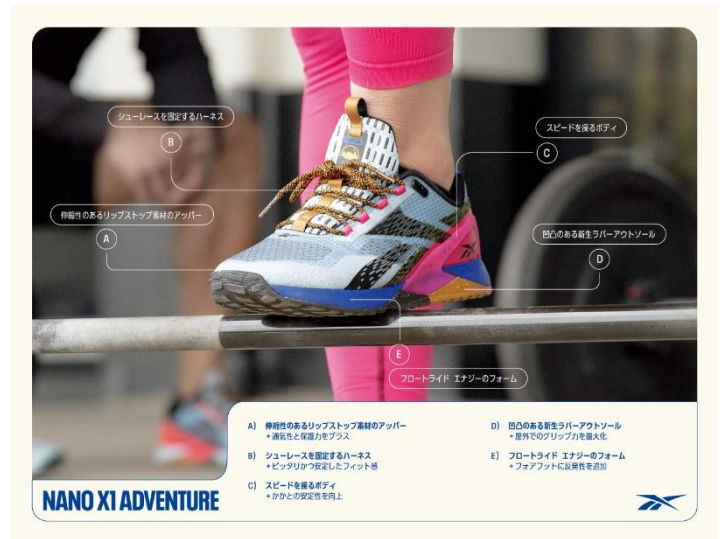 シューレースを固定するハーネス
B
スピードを操るボディ
C
伸縮性のあるリップストップ素材のアッパー
A
凹凸のある新生ラバーアウトソール
D
E
フロートライド エナジーのフォーム
A) 伸縮性のあるリップストップ素材のアッパー
+通気性と保護力をプラス
B) シューレースを固定するハーネス
+ピッタリかつ安定したフィット感
C) スピードを操るボディ
+かかとの安定性を向上
D) 凹凸のある新生ラバーアウトソール
+屋外でのグリップ力を最大化
E) フロートライド エナジーのフォーム
+フォアフットに反発性を追加
NANO X1 ADVENTURE